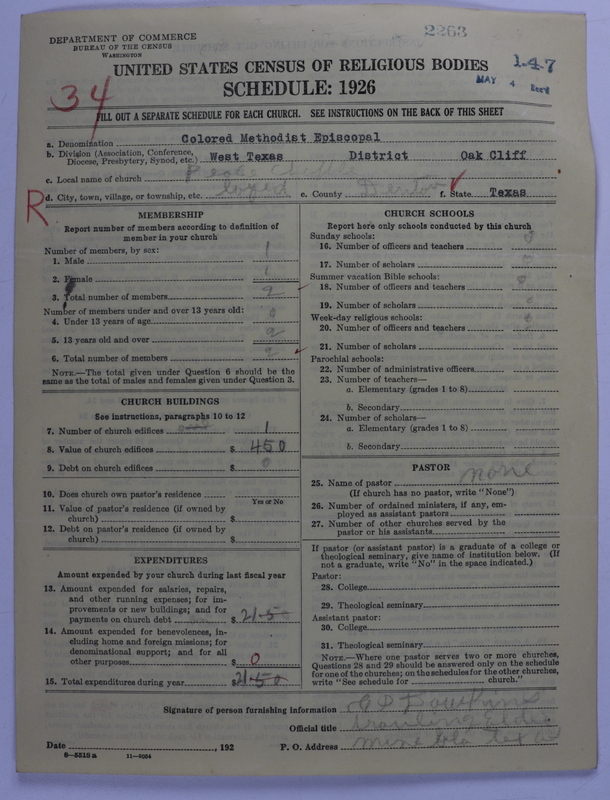 2263
DEPARTMENT OF COMMERCE
BUREAU OF THE CENSUS
WASHINGTON
1-4-7
MAY 4 Rec'd
UNITED STATES CENSUS OF RELIGIOUS BODIES
SCHEDULE: 1926
34
FILL OUT A SEPARATE SCHEDULE FOR EACH CHURCH. SEE INSTRUCTIONS ON THE BACK OF THIS SHEET
a. Denomination Colored Methodist Episcopal
b. Division (Association, Conference, Diocese, Presbytery, Synod, etc.) West Texas District Oak Cliff
c. Local name of church
R d. City, town, village, or township, etc. e. County Denton f. State Texas
MEMBERSHIP
Report number of members according to definition of
member in your church
Number of members, by sex:
1. Male 1
2. Female 1
3. Total number of members 9
Number of members under and over 13 years old:
4. Under 13 years of age 0
5. 13 years old and over 9
6. Total number of members 9
NOTE.—The total given under Question 6 should be the
same as the total of males and females given under Question 3.
CHURCH BUILDINGS
See instructions, paragraphs 10 to 12
7. Number of church edifices 1
8. Value of church edifices $ 450
9. Debt on church edifices $ 0
10. Does church own pastor's residence
Yes or No
11. Value of pastor's residence (if owned by
church) $
12. Debt on pastor's residence (if owned by
church) $
EXPENDITURES
Amount expended by your church during last fiscal year
13. Amount expended for salaries, repairs,
and other running expenses; for im-
provements or new buildings; and for
payments on church debt $ 21.50
14. Amount expended for benevolences, in-
cluding home and foreign missions; for
denominational support; and for all
other purposes $ 0
15. Total expenditures during year $ 21.50
CHURCH SCHOOLS
Report here only schools conducted by this church
Sunday schools:
16. Number of officers and teachers
17. Number of scholars
Summer vacation Bible schools:
18. Number of officers and teachers
19. Number of scholars
Week-day religious schools:
20. Number of officers and teachers
21. Number of scholars
Parochial schools:
22. Number of administrative officers
23. Number of teachers—
a. Elementary (grades 1 to 8)
b. Secondary
24. Number of scholars—
a. Elementary (grades 1 to 8)
b. Secondary
PASTOR
25. Name of pastor none
(If church has no pastor, write "None")
26. Number of ordained ministers, if any, em-
ployed as assistant pastors
27. Number of other churches served by the
pastor or his assistants
If pastor (or assistant pastor) is a graduate of a college or
theological seminary, give name of institution below. (If
not a graduate, write "No" in the space indicated.)
Pastor:
28. College
29. Theological seminary
Assistant pastor:
30. College
31. Theological seminary
NOTE.—Where one pastor serves two or more churches,
Questions 28 and 29 should be answered only on the schedule
for one of the churches; on the schedules for the other churches,
write "See schedule for church."
Signature of person furnishing information
Official title
Date , 192 P. O. Address
8—5515 a 11—9034